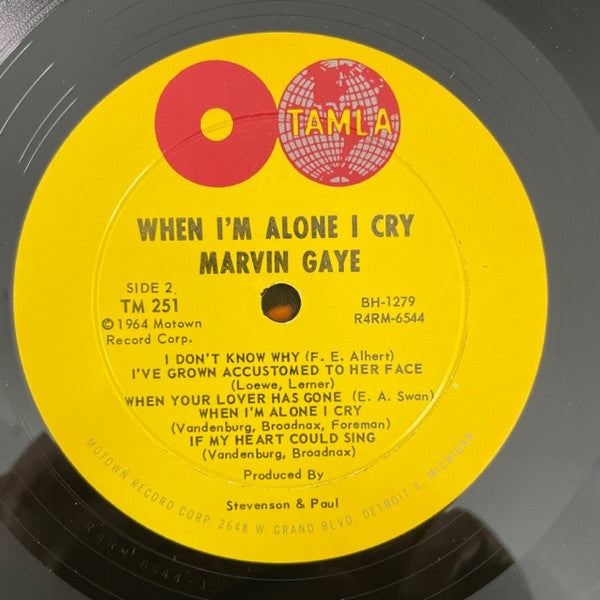 TAMLA
WHEN I'M ALONE I CRY
MARVIN GAYE
SIDE 2
TM 251
© 1964 Motown
Record Corp.
BH-1279
R4RM-6544
I DON'T KNOW WHY (F. E. Alhert)
I'VE GROWN ACCUSTOMED TO HER FACE
(Loewe, Lerner)
WHEN YOUR LOVER HAS GONE (E. A. Swan)
WHEN I'M ALONE I CRY
(Vandenburg, Broadnax, Foreman)
IF MY HEART COULD SING
(Vandenburg, Broadnax)
Produced By
Stevenson & Paul
MOTOWN RECORD CORP. 2648 W. GRAND BLVD. DETROIT 8, MICHIGAN
R4RM-6544-1